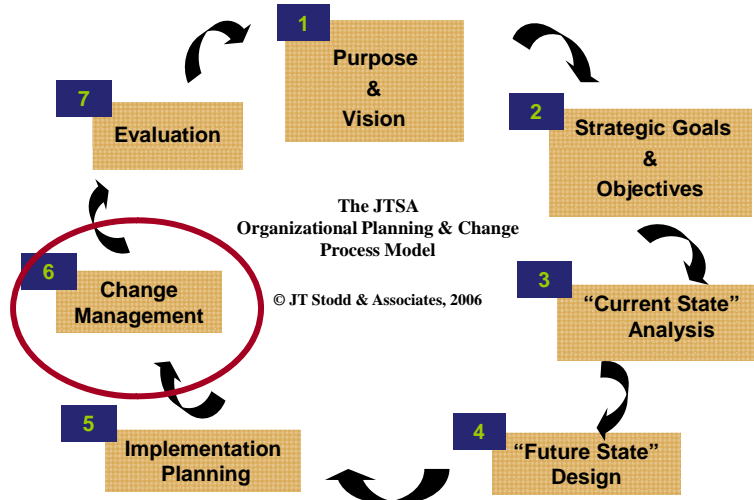 1
Purpose
&
Vision
2
Strategic Goals
&
Objectives
3
“Current State”
Analysis
4
“Future State”
Design
5
Implementation
Planning
6
Change
Management
7
Evaluation
The JTSA
Organizational Planning & Change
Process Model
© JT Stodd & Associates, 2006